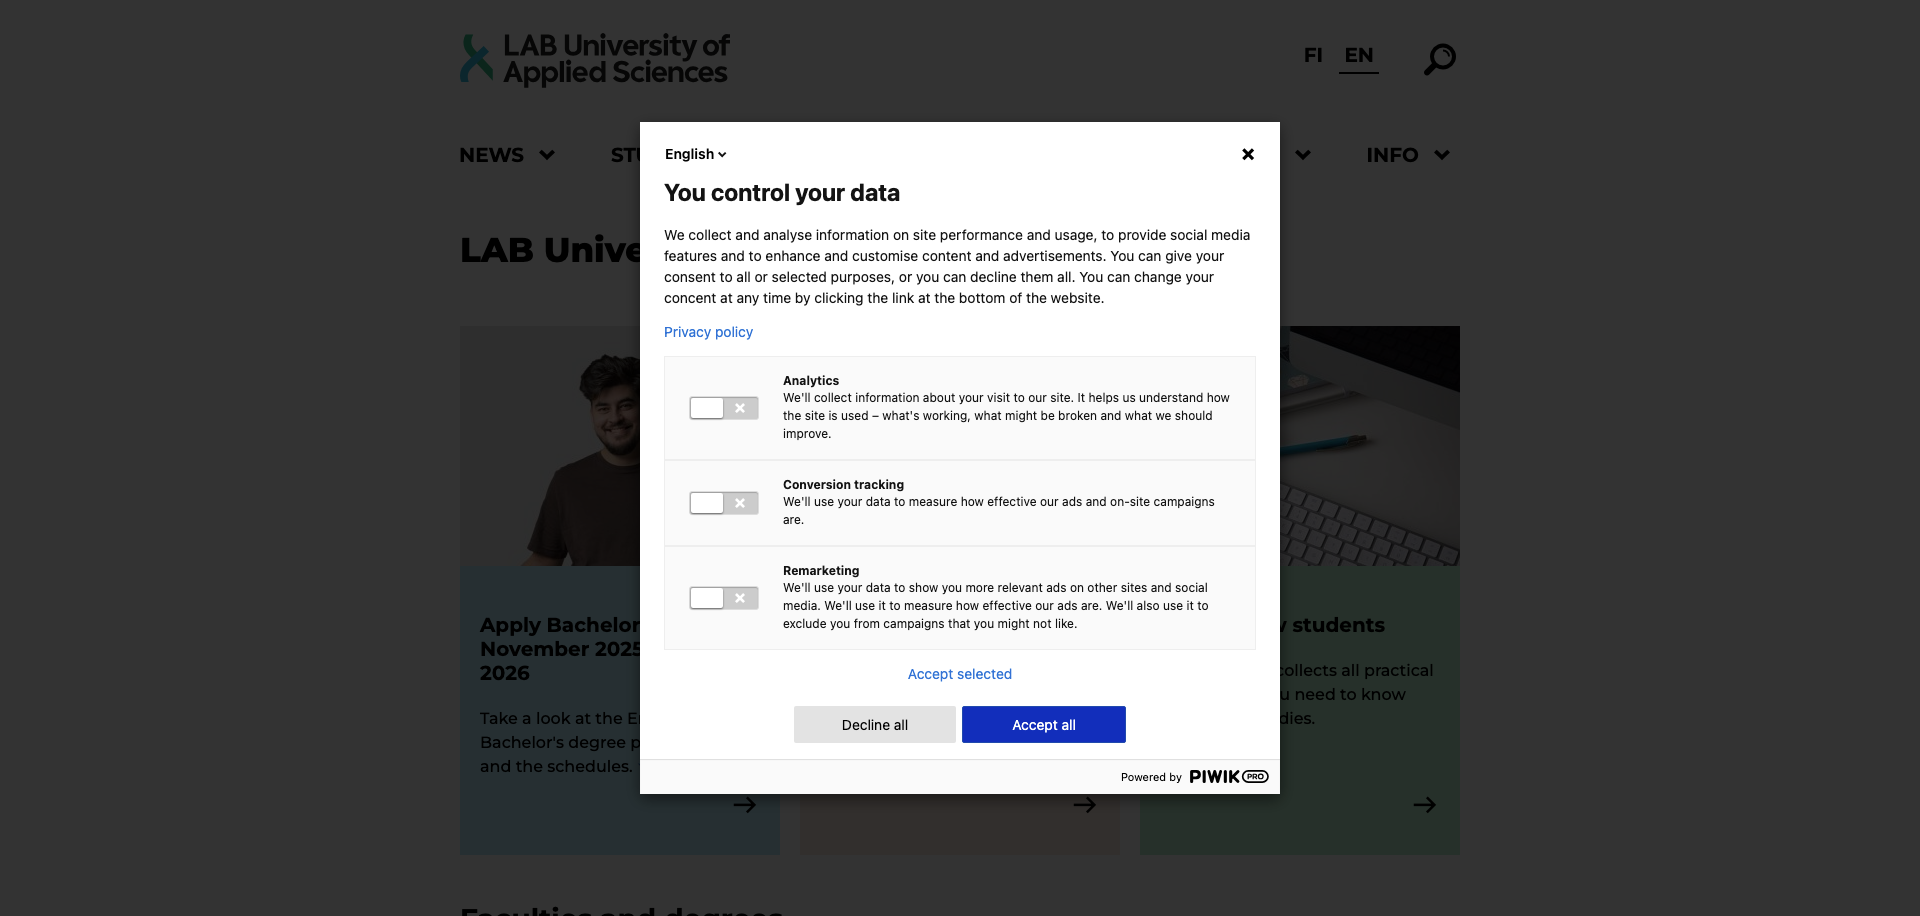 LAB University of
Applied Sciences
FI EN
NEWS
INFO
LAB
English
You control your data
We collect and analyse information on site performance and usage, to provide social media
features and to enhance and customise content and advertisements. You can give your
consent to all or selected purposes, or you can decline them all. You can change your
concent at any time by clicking the link at the bottom of the website.
Privacy policy
Analytics
We'll collect information about your visit to our site. It helps us understand how
the site is used – what's working, what might be broken and what we should
improve.
Conversion tracking
We'll use your data to measure how effective our ads and on-site campaigns
are.
Remarketing
We'll use your data to show you more relevant ads on other sites and social
media. We'll use it to measure how effective our ads are. We'll also use it to
exclude you from campaigns that you might not like.
Accept selected
Decline all
Accept all
Powered by PIWIK PRO
Apply Bachelor
November 2025
2026
Take a look at the
Bachelor's degree
and the schedules.
students
collects all practical
need to know
Faculties and degrees